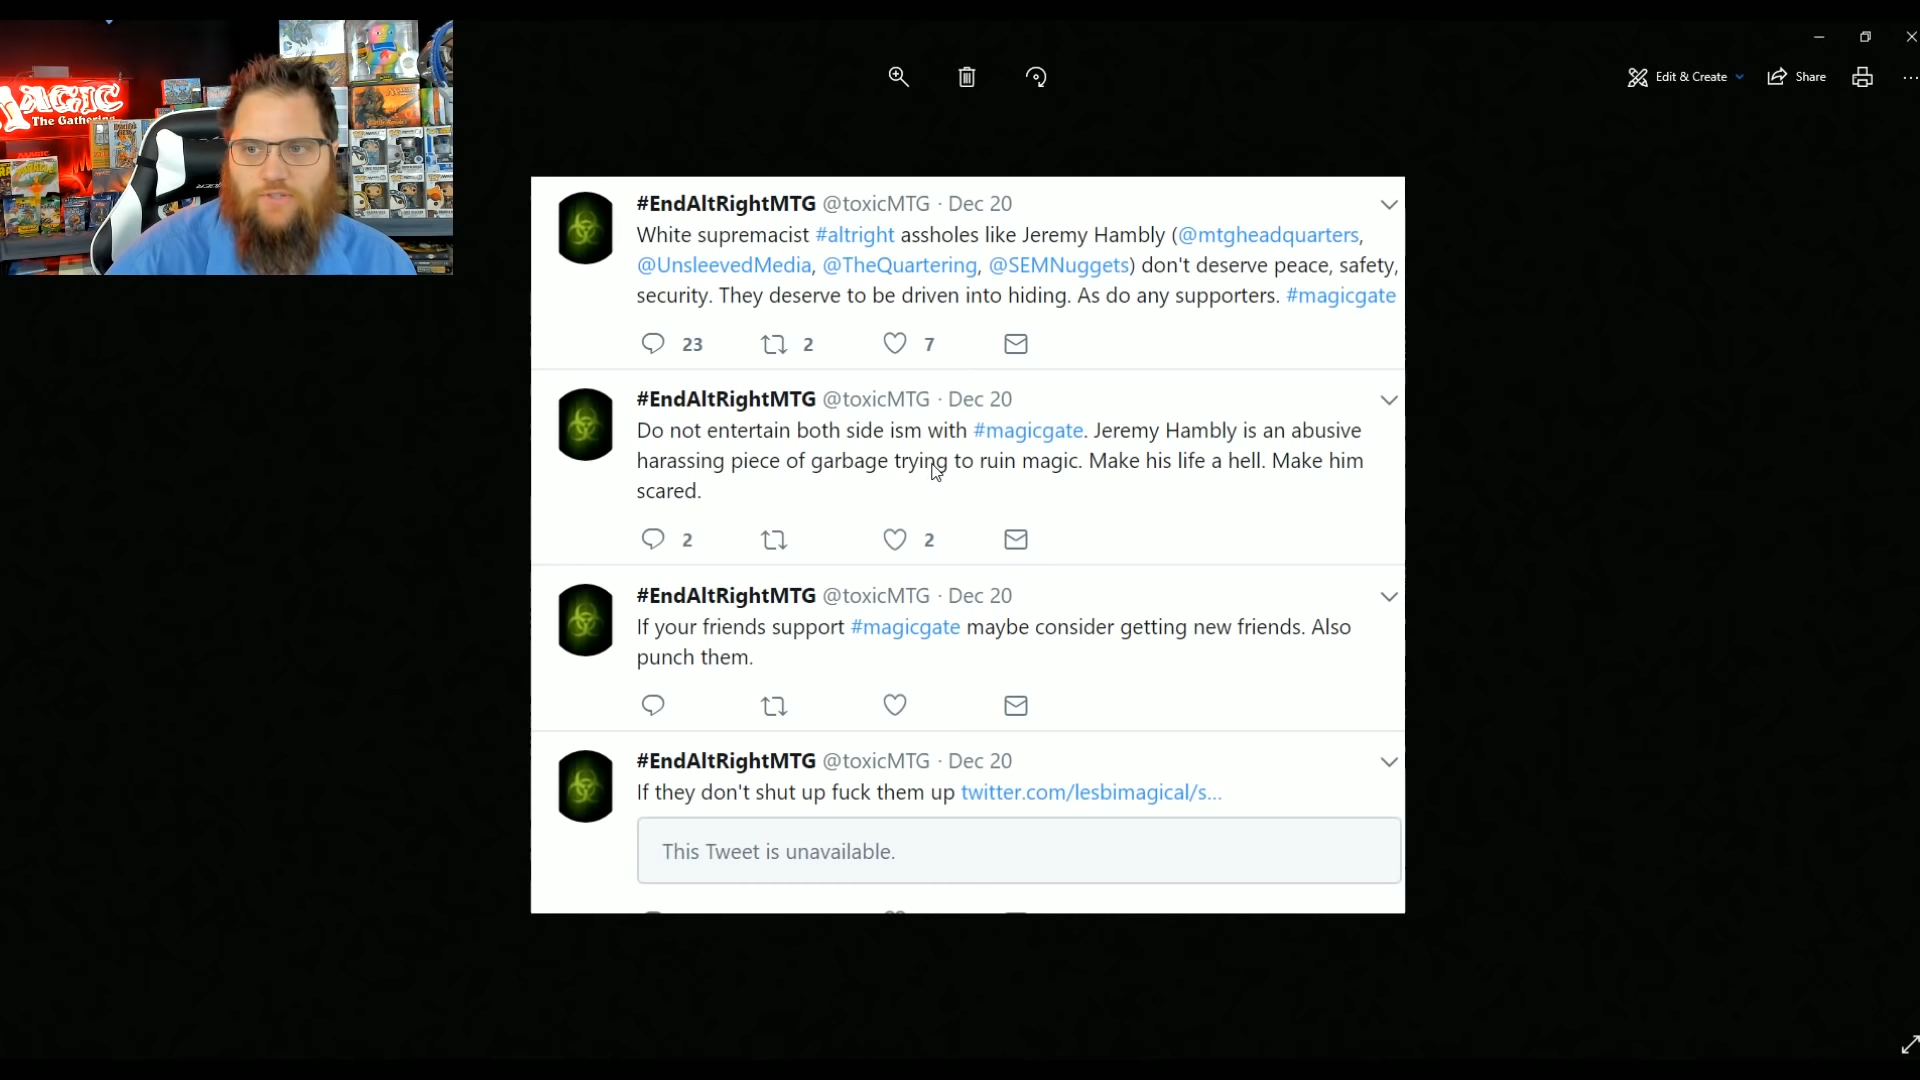 MAGIC
The Gathering
Edit & Create
Share
#EndAltRightMTG @toxicMTG · Dec 20
White supremacist #altright assholes like Jeremy Hambly (@mtgheadquarters,
@UnsleevedMedia, @TheQuartering, @SEMNuggets) don't deserve peace, safety,
security. They deserve to be driven into hiding. As do any supporters. #magicgate
23 2 7
#EndAltRightMTG @toxicMTG · Dec 20
Do not entertain both side ism with #magicgate. Jeremy Hambly is an abusive
harassing piece of garbage trying to ruin magic. Make his life a hell. Make him
scared.
2 2
#EndAltRightMTG @toxicMTG · Dec 20
If your friends support #magicgate maybe consider getting new friends. Also
punch them.
#EndAltRightMTG @toxicMTG · Dec 20
If they don't shut up fuck them up twitter.com/lesbimagical/s...
This Tweet is unavailable.